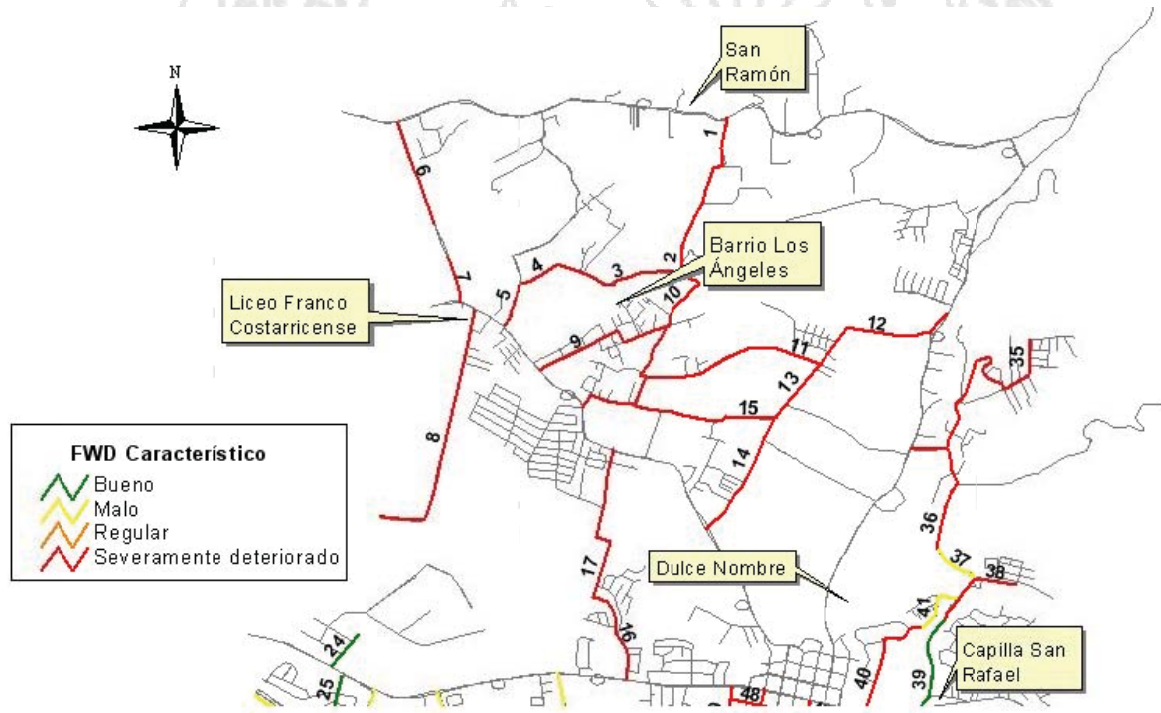 N
San
Ramón
1
6
Barrio Los
Ángeles
2
3
4
7
5
10
Liceo Franco
Costarricense
9
12
11
35
13
15
8
14
FWD Característico
Bueno
Malo
Regular
Severamente deteriorado
36
37
38
17
Dulce Nombre
41
16
24
Capilla San
Rafael
40
39
25
48